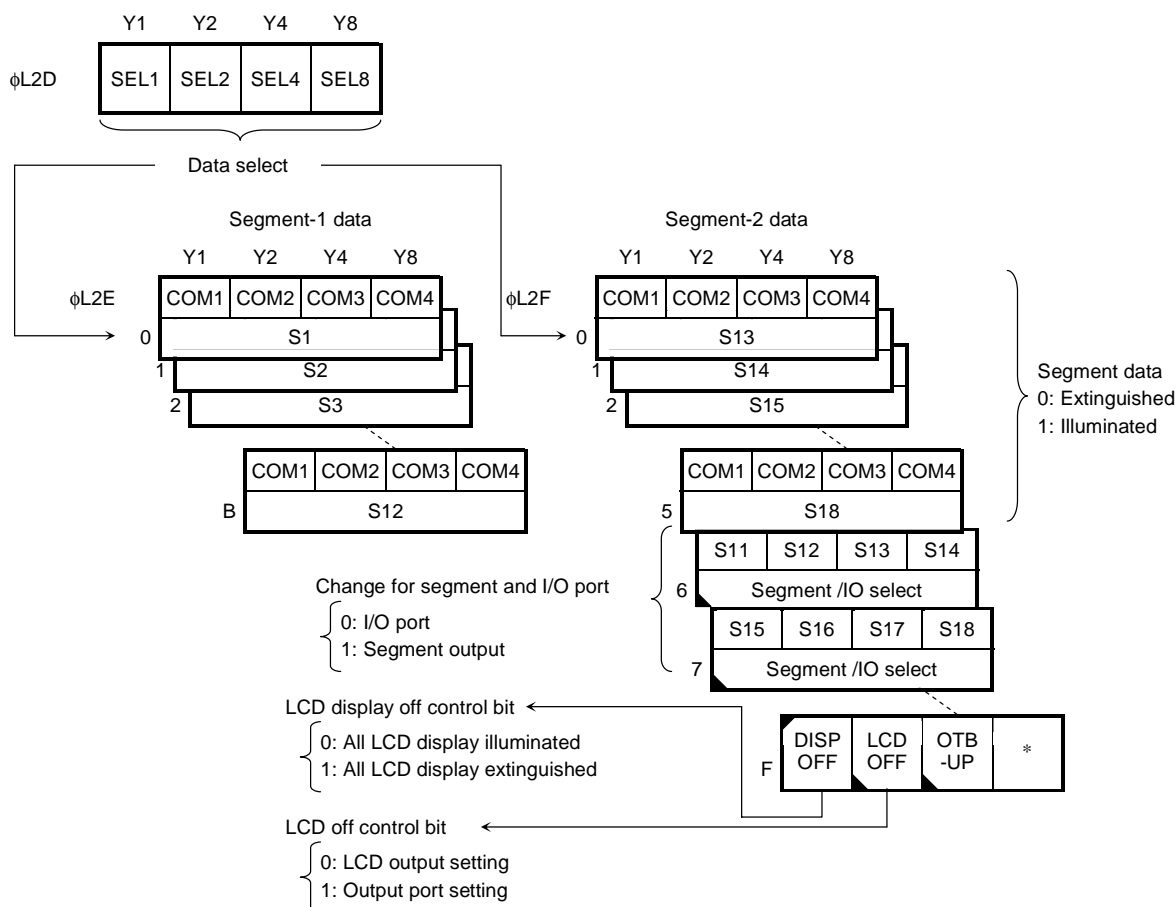 Y1 Y2 Y4 Y8
ϕL2D SEL1 SEL2 SEL4 SEL8
Data select
Segment-1 data
Y1 Y2 Y4 Y8
ϕL2E COM1 COM2 COM3 COM4
0 S1
1 S2
2 S3
COM1 COM2 COM3 COM4
B S12
Segment-2 data
Y1 Y2 Y4 Y8
ϕL2F COM1 COM2 COM3 COM4
0 S13
1 S14
2 S15
COM1 COM2 COM3 COM4
5 S18
Segment data
0: Extinguished
1: Illuminated
S11 S12 S13 S14
6 Segment /IO select
S15 S16 S17 S18
7 Segment /IO select
Change for segment and I/O port
0: I/O port
1: Segment output
DISP OFF LCD OFF OTB -UP *
F
LCD display off control bit
0: All LCD display illuminated
1: All LCD display extinguished
LCD off control bit
0: LCD output setting
1: Output port setting